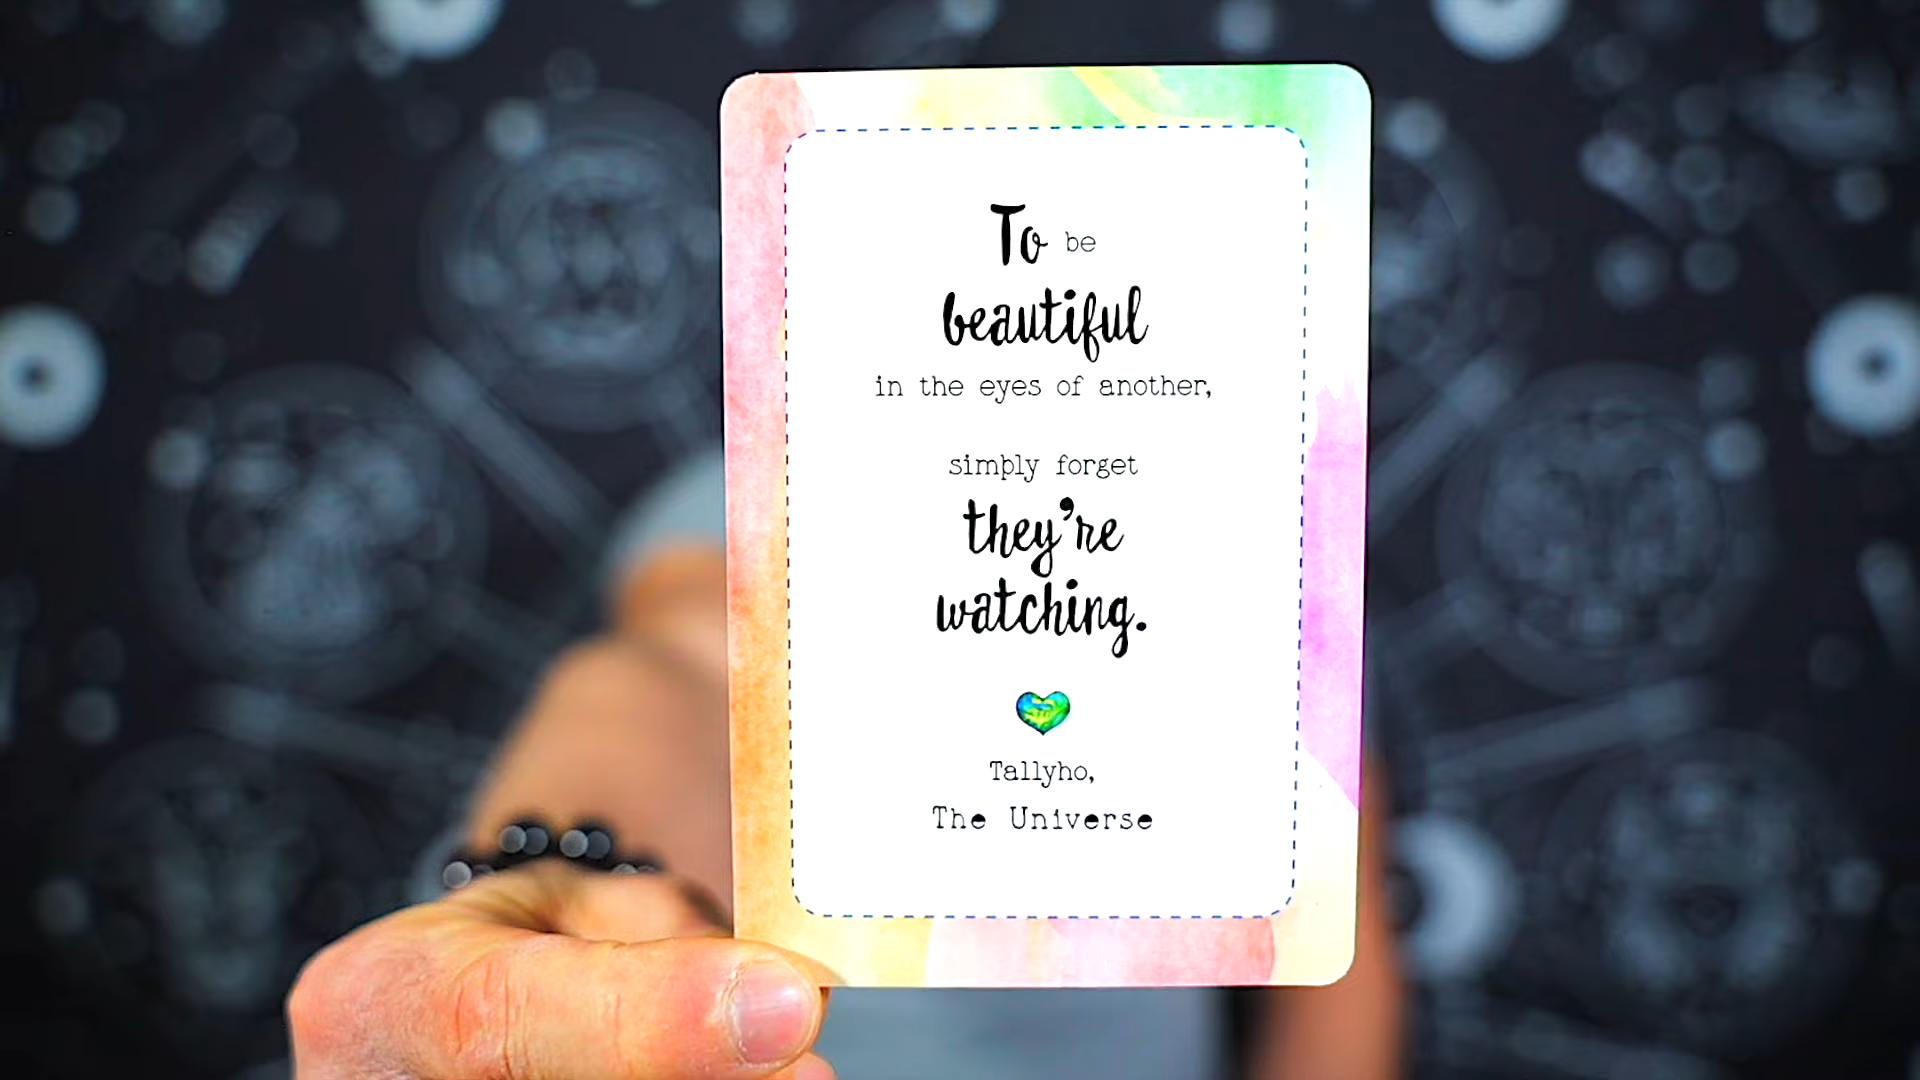 To be
beautiful
in the eyes of another,
simply forget
they're
watching.
Tallyho,
The Universe